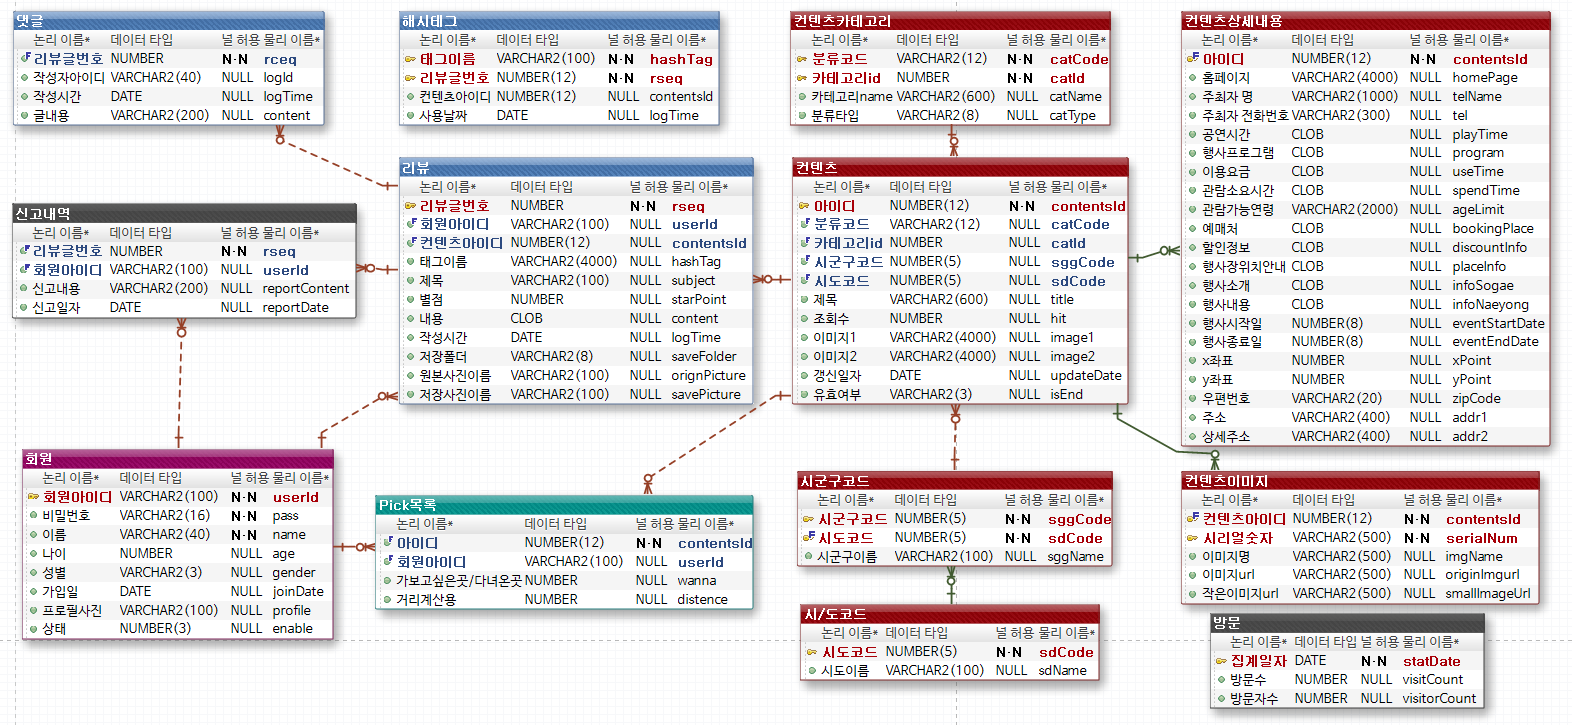 댓글
논리 이름* 데이터 타입 널 허용 물리 이름*
리뷰글번호 NUMBER N·N rceq
작성자아이디 VARCHAR2(40) NULL logId
작성시간 DATE NULL logTime
글내용 VARCHAR2(200) NULL content
해시태그
논리 이름* 데이터 타입 널 허용 물리 이름*
태그이름 VARCHAR2(100) N·N hashTag
리뷰글번호 NUMBER(12) N·N rseq
컨텐츠아이디 NUMBER(12) NULL contentsId
사용날짜 DATE NULL logTime
컨텐츠카테고리
논리 이름* 데이터 타입 널 허용 물리 이름*
분류코드 VARCHAR2(12) N·N catCode
카테고리id NUMBER N·N catId
카테고리name VARCHAR2(600) NULL catName
분류타입 VARCHAR2(8) NULL catType
컨텐츠상세내용
논리 이름* 데이터 타입 널 허용 물리 이름*
아이디 NUMBER(12) N·N contentsId
홈페이지 VARCHAR2(4000) NULL homePage
주최자 명 VARCHAR2(1000) NULL telName
주최자 전화번호 VARCHAR2(300) NULL tel
공연시간 CLOB NULL playTime
행사프로그램 CLOB NULL program
이용요금 CLOB NULL useTime
관람소요시간 CLOB NULL spendTime
관람가능연령 VARCHAR2(2000) NULL ageLimit
예매처 CLOB NULL bookingPlace
할인정보 CLOB NULL discountInfo
행사장위치안내 CLOB NULL placeInfo
행사소개 CLOB NULL infoSogae
행사내용 CLOB NULL infoNaeyong
행사시작일 NUMBER(8) NULL eventStartDate
행사종료일 NUMBER(8) NULL eventEndDate
x좌표 NUMBER NULL xPoint
y좌표 NUMBER NULL yPoint
우편번호 VARCHAR2(20) NULL zipCode
주소 VARCHAR2(400) NULL addr1
상세주소 VARCHAR2(400) NULL addr2
리뷰
논리 이름* 데이터 타입 널 허용 물리 이름*
리뷰글번호 NUMBER N·N rseq
회원아이디 VARCHAR2(100) NULL userId
컨텐츠아이디 NUMBER(12) NULL contentsId
태그이름 VARCHAR2(4000) NULL hashTag
제목 VARCHAR2(100) NULL subject
별점 NUMBER NULL starPoint
내용 CLOB NULL content
작성시간 DATE NULL logTime
저장폴더 VARCHAR2(8) NULL saveFolder
원본사진이름 VARCHAR2(100) NULL orignPicture
저장사진이름 VARCHAR2(100) NULL savePicture
컨텐츠
논리 이름* 데이터 타입 널 허용 물리 이름*
아이디 NUMBER(12) N·N contentsId
분류코드 VARCHAR2(12) NULL catCode
카테고리id NUMBER NULL catId
시군구코드 NUMBER(5) NULL sggCode
시도코드 NUMBER(5) NULL sdCode
제목 VARCHAR2(600) NULL title
조회수 NUMBER NULL hit
이미지1 VARCHAR2(4000) NULL image1
이미지2 VARCHAR2(4000) NULL image2
갱신일자 DATE NULL updateDate
유효여부 VARCHAR2(3) NULL isEnd
신고내역
논리 이름* 데이터 타입 널 허용 물리 이름*
리뷰글번호 NUMBER N·N rseq
회원아이디 VARCHAR2(100) NULL userId
신고내용 VARCHAR2(200) NULL reportContent
신고일자 DATE NULL reportDate
회원
논리 이름* 데이터 타입 널 허용 물리 이름*
회원아이디 VARCHAR2(100) N·N userId
비밀번호 VARCHAR2(16) N·N pass
이름 VARCHAR2(40) N·N name
나이 NUMBER NULL age
성별 VARCHAR2(3) NULL gender
가입일 DATE NULL joinDate
프로필사진 VARCHAR2(100) NULL profile
상태 NUMBER(3) NULL enable
Pick목록
논리 이름* 데이터 타입 널 허용 물리 이름*
아이디 NUMBER(12) N·N contentsId
회원아이디 VARCHAR2(100) NULL userId
가보고싶은곳/다녀온곳 NUMBER NULL wanna
거리계산용 NUMBER NULL distence
시군구코드
논리 이름* 데이터 타입 널 허용 물리 이름*
시군구코드 NUMBER(5) N·N sggCode
시도코드 NUMBER(5) N·N sdCode
시군구이름 VARCHAR2(100) NULL sggName
시/도코드
논리 이름* 데이터 타입 널 허용 물리 이름*
시도코드 NUMBER(5) N·N sdCode
시도이름 VARCHAR2(100) NULL sdName
컨텐츠이미지
논리 이름* 데이터 타입 널 허용 물리 이름*
컨텐츠아이디 NUMBER(12) N·N contentsId
시리얼숫자 VARCHAR2(500) N·N serialNum
이미지명 VARCHAR2(500) NULL imgName
이미지url VARCHAR2(500) NULL originImgurl
작은이미지url VARCHAR2(500) NULL smallImageUrl
방문
논리 이름* 데이터 타입 널 허용 물리 이름*
집계일자 DATE N·N statDate
방문수 NUMBER NULL visitCount
방문자수 NUMBER NULL visitorCount